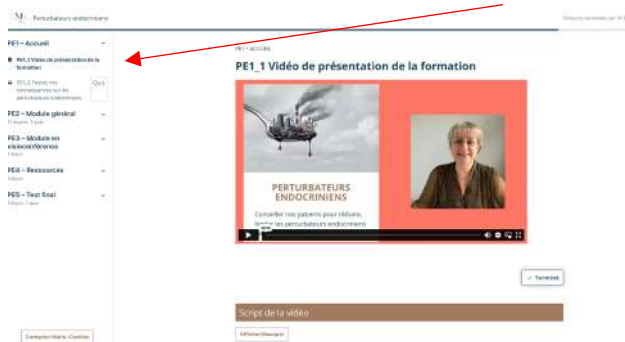 Perturbateurs endocriniens
PE1 – Accueil
PE1_1 Vidéo de présentation de la
formation
PE1_2 Testez vos
connaissances sur les
perturbateurs endocriniens
Quiz
PE2 – Module général
PE3 – Module en
visioconférence
PE4 – Ressources
PE5 – Test final
PE1 – ACCUEIL
PE1_1 Vidéo de présentation de la formation
PERTURBATEURS
ENDOCRINIENS
Conseiller nos patients pour réduire,
les perturbateurs endocriniens
Terminé
Script de la vidéo